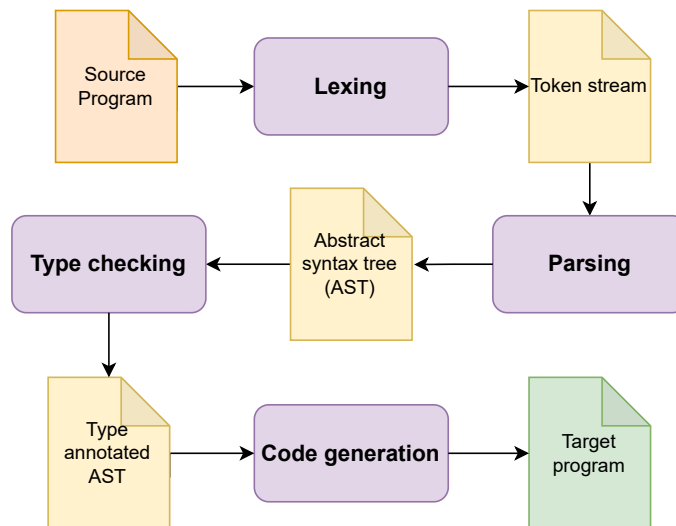 Source
Program
Lexing
Token stream
Type checking
Abstract
syntax tree
(AST)
Parsing
Type
annotated
AST
Code generation
Target
program